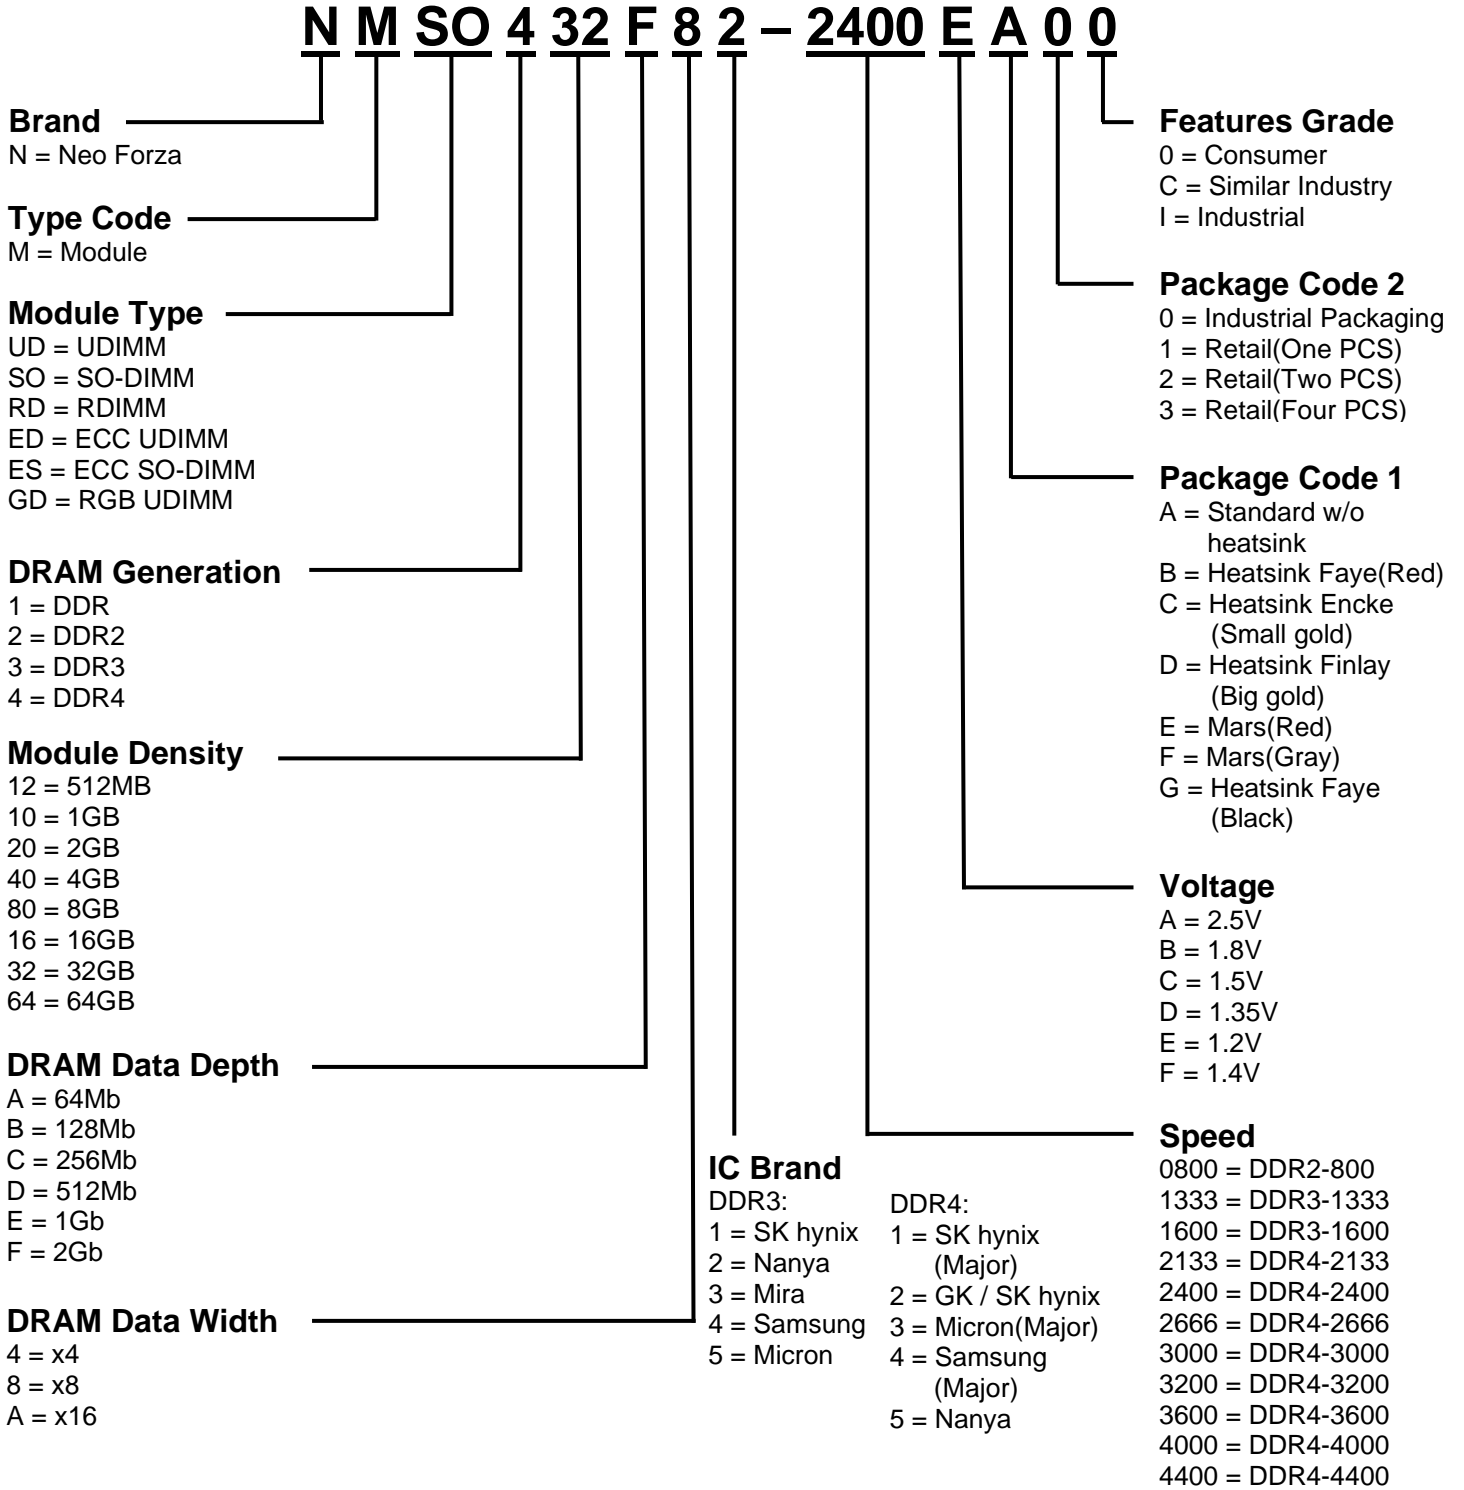 N M SO 4 32 F 8 2 – 2400 E A 0 0
Brand
N = Neo Forza
Type Code
M = Module
Module Type
UD = UDIMM
SO = SO-DIMM
RD = RDIMM
ED = ECC UDIMM
ES = ECC SO-DIMM
GD = RGB UDIMM
DRAM Generation
1 = DDR
2 = DDR2
3 = DDR3
4 = DDR4
Module Density
12 = 512MB
10 = 1GB
20 = 2GB
40 = 4GB
80 = 8GB
16 = 16GB
32 = 32GB
64 = 64GB
DRAM Data Depth
A = 64Mb
B = 128Mb
C = 256Mb
D = 512Mb
E = 1Gb
F = 2Gb
DRAM Data Width
4 = x4
8 = x8
A = x16
IC Brand
DDR3:
1 = SK hynix
2 = Nanya
3 = Mira
4 = Samsung
5 = Micron
DDR4:
1 = SK hynix
(Major)
2 = GK / SK hynix
3 = Micron(Major)
4 = Samsung
(Major)
5 = Nanya
Features Grade
0 = Consumer
C = Similar Industry
I = Industrial
Package Code 2
0 = Industrial Packaging
1 = Retail(One PCS)
2 = Retail(Two PCS)
3 = Retail(Four PCS)
Package Code 1
A = Standard w/o
heatsink
B = Heatsink Faye(Red)
C = Heatsink Encke
(Small gold)
D = Heatsink Finlay
(Big gold)
E = Mars(Red)
F = Mars(Gray)
G = Heatsink Faye
(Black)
Voltage
A = 2.5V
B = 1.8V
C = 1.5V
D = 1.35V
E = 1.2V
F = 1.4V
Speed
0800 = DDR2-800
1333 = DDR3-1333
1600 = DDR3-1600
2133 = DDR4-2133
2400 = DDR4-2400
2666 = DDR4-2666
3000 = DDR4-3000
3200 = DDR4-3200
3600 = DDR4-3600
4000 = DDR4-4000
4400 = DDR4-4400